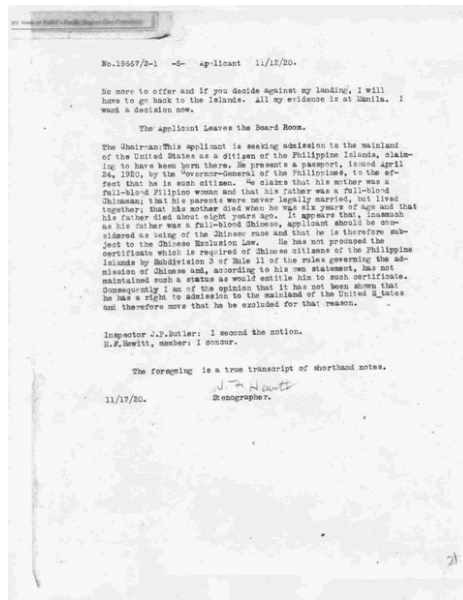 No.19667/2-1 -5- Applicant 11/12/20.
No more to offer and if you decide against my landing, I will
have to go back to the Islands. All my evidence is at Manila. I
want a decision now.
The Applicant Leaves the Board Room.
The Chairman:This applicant is seeking admission to the mainland
of the United States as a citizen of the Philippine Islands, claim-
ing to have been born there. He presents a passport, issued April
24, 1920, by the Governor-General of the Philippines, to the ef-
fect that he is such citizen. He claims that his mother was a
full-blood Filipino woman and that his father was a full-blood
Chinaman; that his parents were never legally married, but lived
together; that his mother died when he was six years of age and that
his father died about eight years ago. It appears that, inasmuch
as his father was a full-blood Chinese, applicant should be con-
sidered as being of the Chinese race and that he is therefore sub-
ject to the Chinese Exclusion Law. He has not produced the
certificate which is required of Chinese citizens of the Philippine
Islands by Subdivision 3 of Rule 11 of the rules governing the ad-
mission of Chinese and, according to his own statement, has not
maintained such a status as would entitle him to such certificate.
Consequently I am of the opinion that it has not been shown that
he has a right to admission to the mainland of the United S_tates
and therefore move that he be excluded for that reason.
Inspector J.P.Butler: I second the motion.
H.F.Hewitt, member: I concur.
The foregoing is a true transcript of shorthand notes.
Hewitt
11/17/20. Stenographer.
21